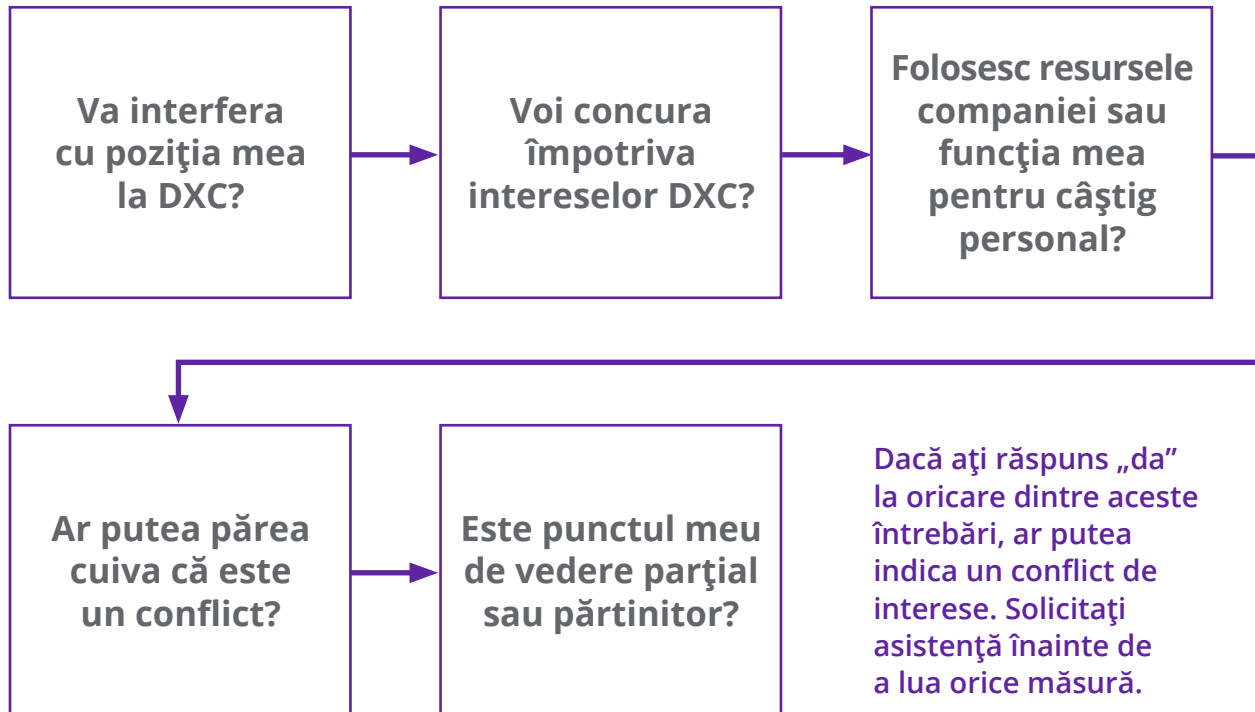 Va interfera
cu poziţia mea
la DXC?
Voi concura
împotriva
intereselor DXC?
Folosesc resursele
companiei sau
funcţia mea
pentru câştig
personal?
Ar putea părea
cuiva că este
un conflict?
Este punctul meu
de vedere parţial
sau părtinitor?
Dacă aţi răspuns „da”
la oricare dintre aceste
întrebări, ar putea
indica un conflict de
interese. Solicitaţi
asistenţă înainte de
a lua orice măsură.